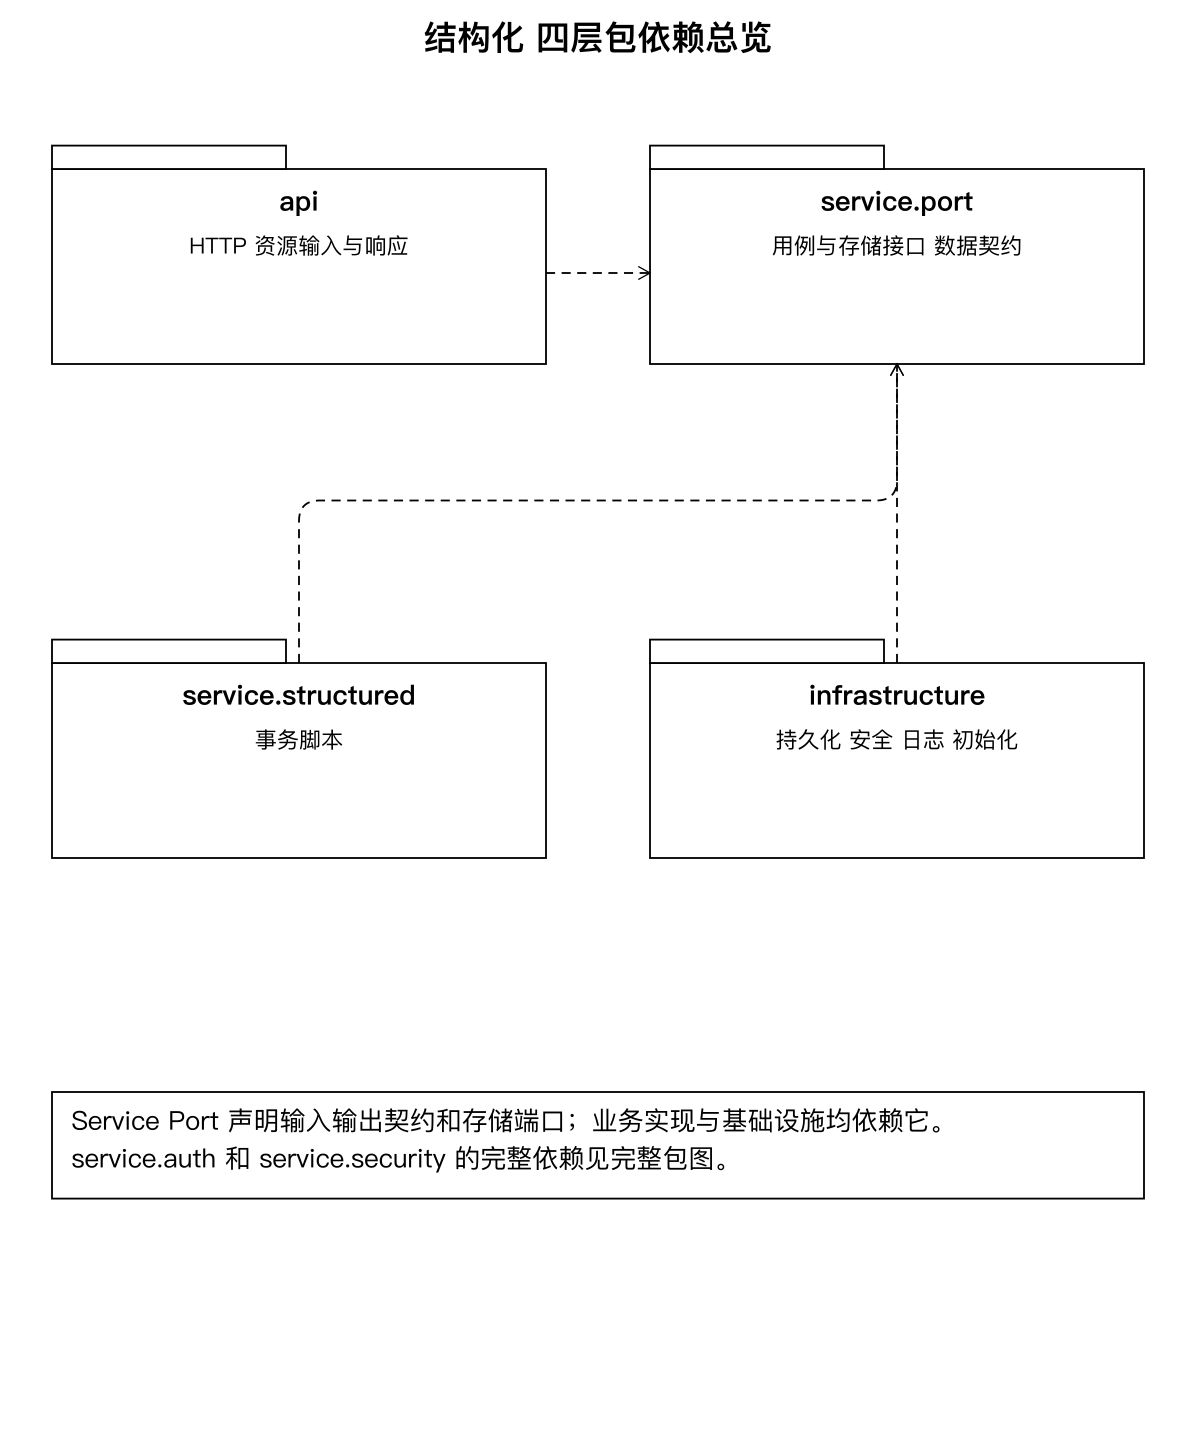 结构化 四层包依赖总览
api
HTTP 资源输入与响应
service.port
用例与存储接口 数据契约
service.structured
事务脚本
infrastructure
持久化 安全 日志 初始化
Service Port 声明输入输出契约和存储端口；业务实现与基础设施均依赖它。
service.auth 和 service.security 的完整依赖见完整包图。